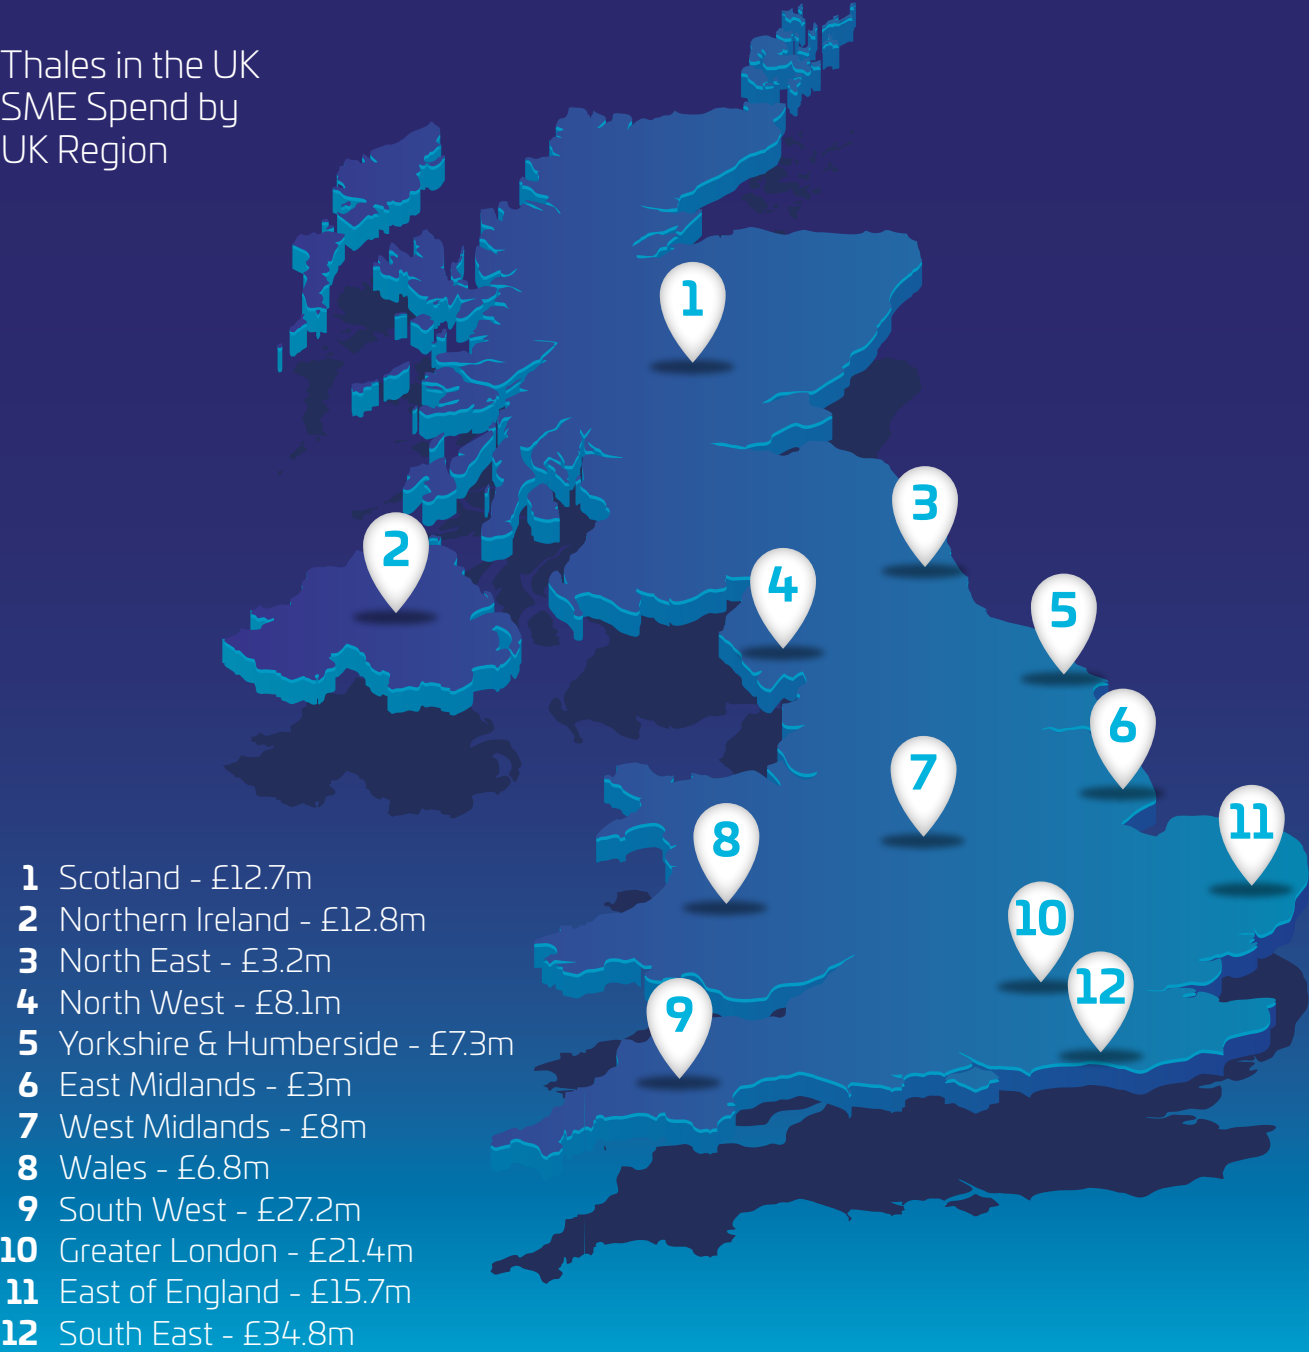 Thales in the UK
SME Spend by
UK Region
1
2
3
4
5
6
7
8
9
10
11
12
1 Scotland - £12.7m
2 Northern Ireland - £12.8m
3 North East - £3.2m
4 North West - £8.1m
5 Yorkshire & Humberside - £7.3m
6 East Midlands - £3m
7 West Midlands - £8m
8 Wales - £6.8m
9 South West - £27.2m
10 Greater London - £21.4m
11 East of England - £15.7m
12 South East - £34.8m